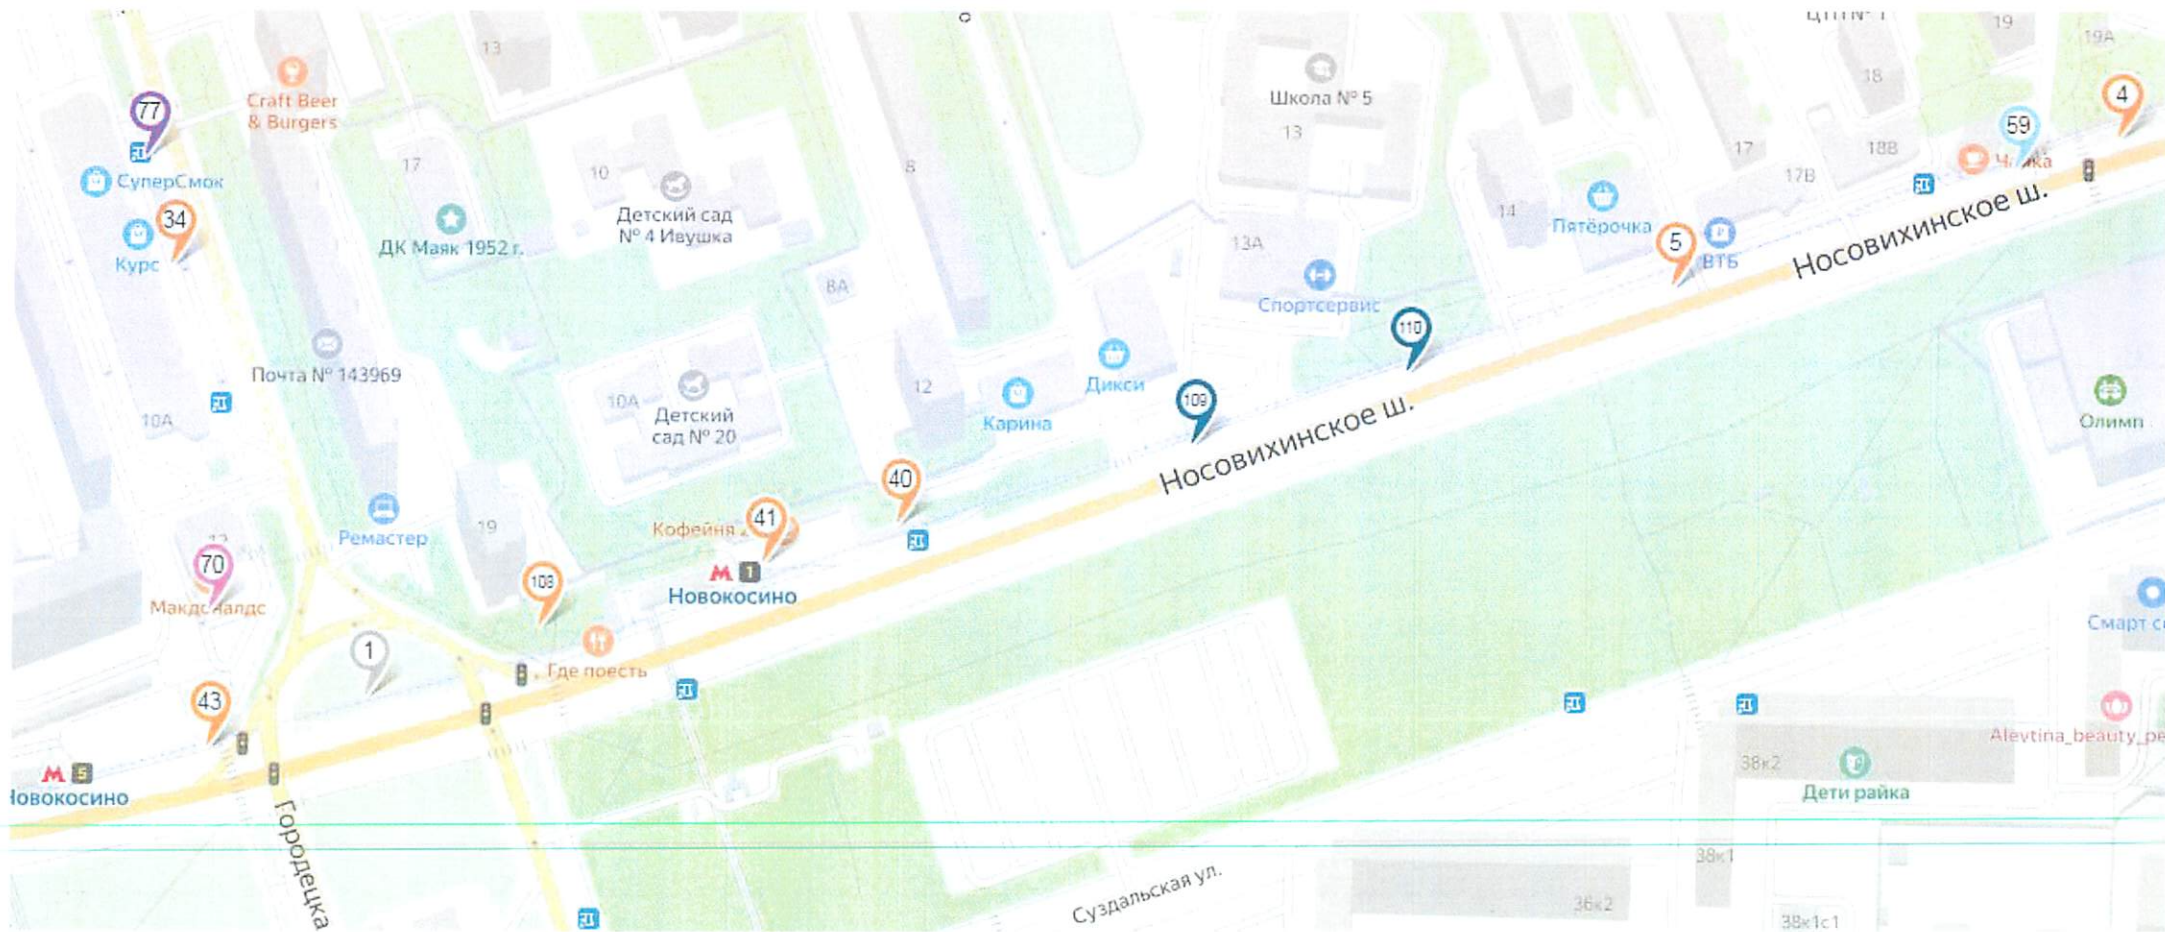 13
Школа № 5
13
18
19
19A
4
77
Craft Beer
& Burgers
59
17
10
8
17
18В
17В
СуперСмок
34
Курс
ДК Маяк 1952 г.
Детский сад
№ 4 Ивушка
14
Пятёрочка
5
ВТБ
Носовихинское ш.
13А
8А
Спортсервис
110
Почта № 143969
10А
10А
Детский
сад № 20
12
Карина
Дикси
109
Носовихинское ш.
Олимп
40
41
Кофейня
Ремастер
19
70
Макдоналдс
108
М 1
Новокосино
Где поесть
1
43
М 5
Новокосино
Городецка
Смарт с
Alevtina_beauty_pe
38к2
Дети райка
38к1
36к2
38к1с1
Суздальская ул.